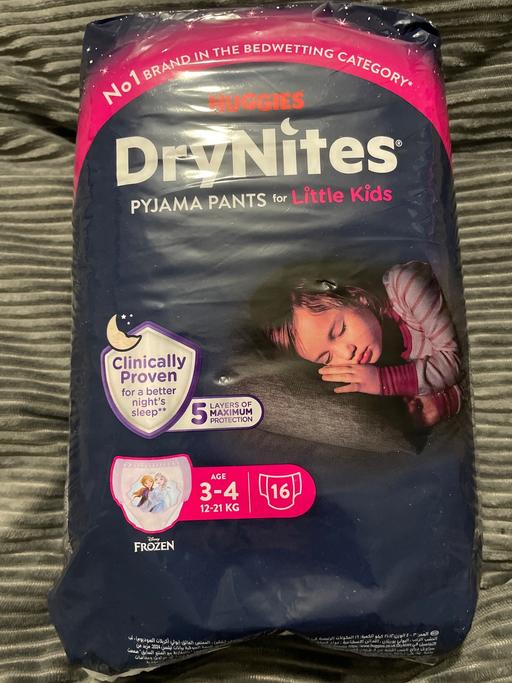 No1 BRAND IN THE BEDWETTING CATEGORY*
HUGGIES
DryNites®
PYJAMA PANTS for Little Kids
Clinically
Proven
for a better
night's
sleep**
5 LAYERS OF
MAXIMUM
PROTECTION
AGE
3-4
12-21 KG
16
Disney
FROZEN